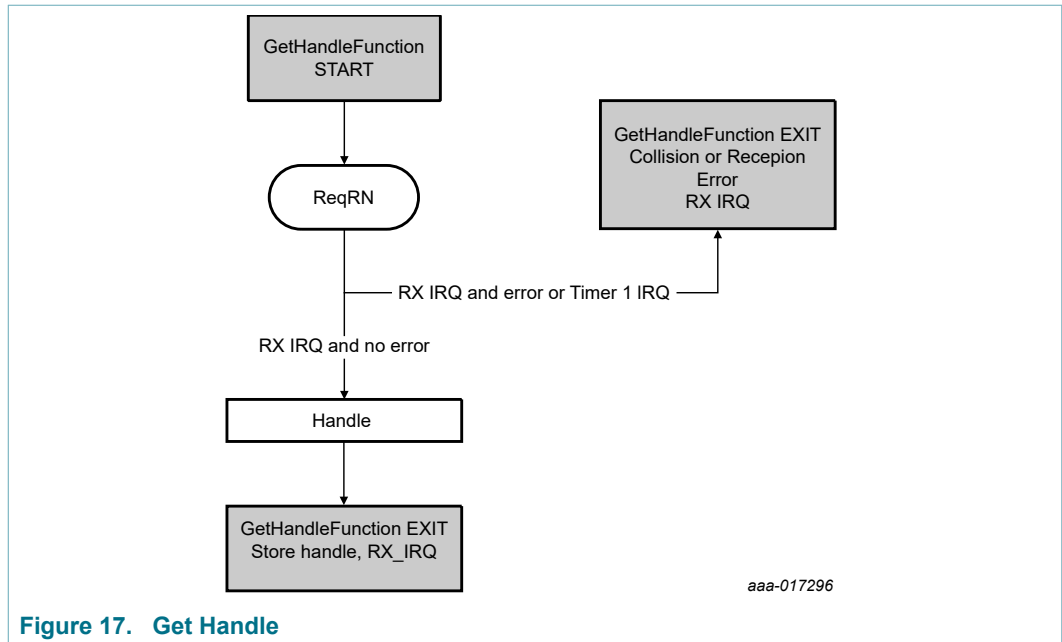 GetHandleFunction
START
ReqRN
GetHandleFunction EXIT
Collision or Recepion
Error
RX IRQ
RX IRQ and error or Timer 1 IRQ
RX IRQ and no error
Handle
GetHandleFunction EXIT
Store handle, RX_IRQ
aaa-017296
Figure 17. Get Handle